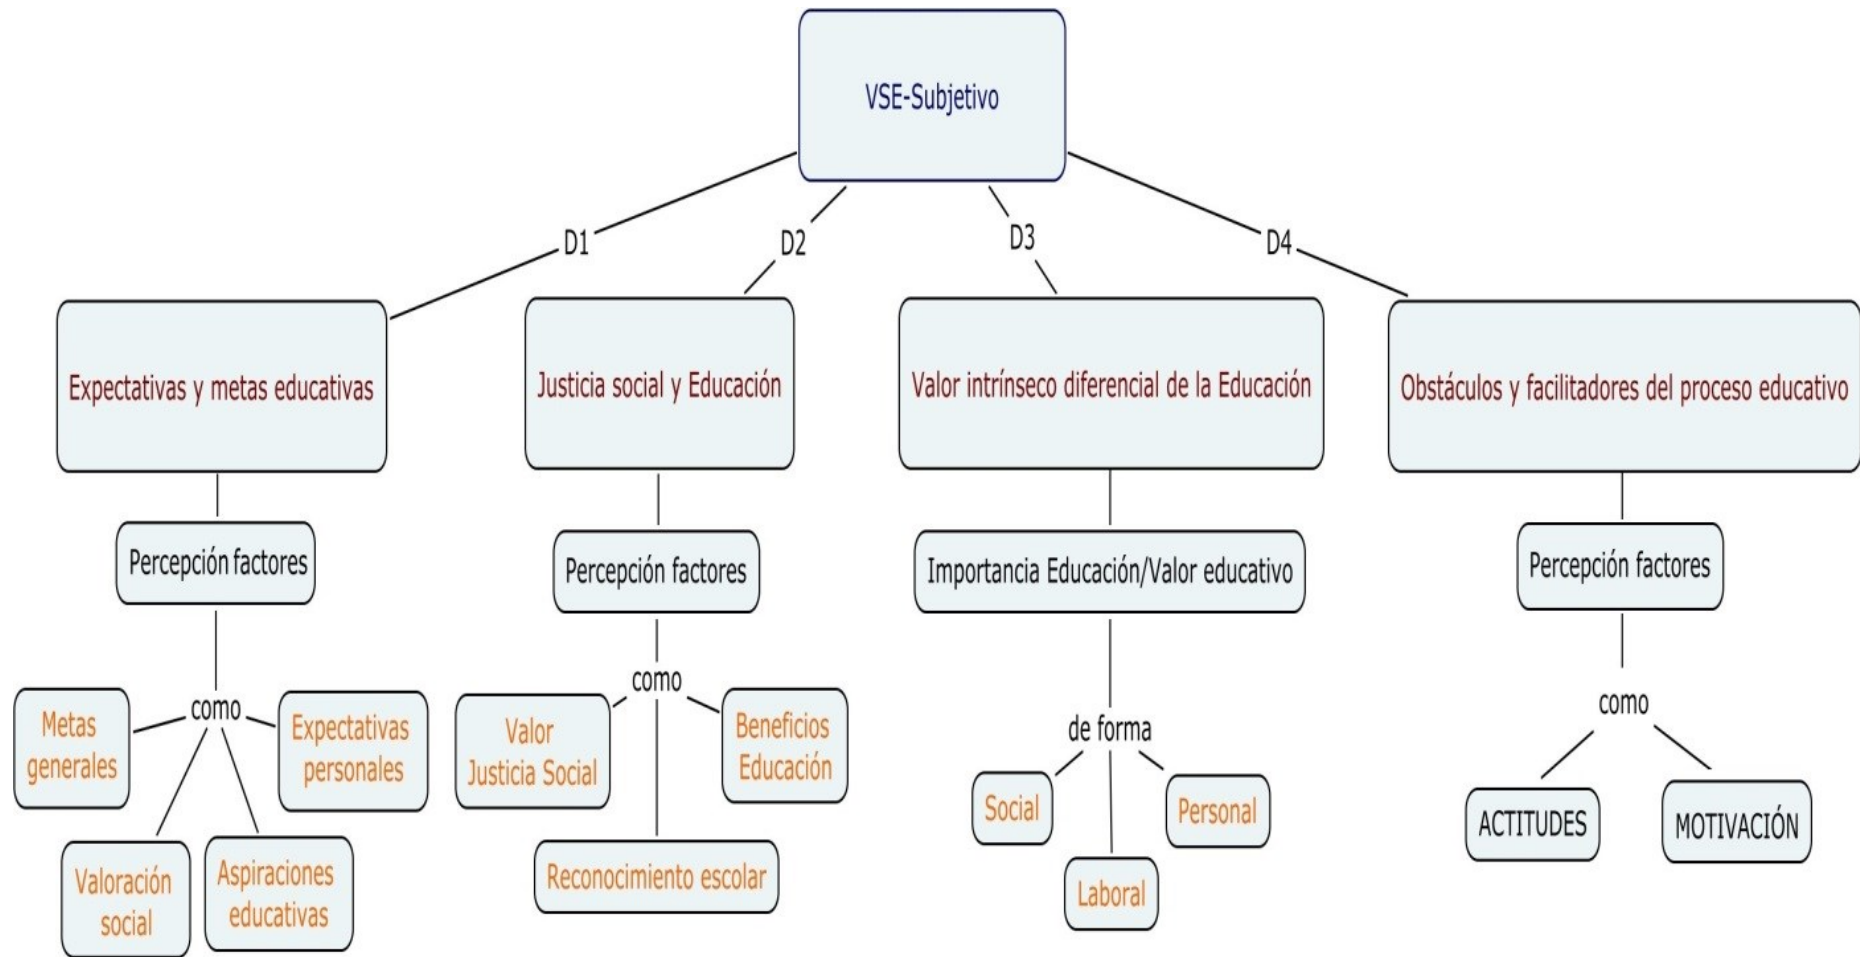 VSE-Subjetivo
D1
D2
D3
D4
Expectativas y metas educativas
Justicia social y Educación
Valor intrínseco diferencial de la Educación
Obstáculos y facilitadores del proceso educativo
Percepción factores
Percepción factores
Importancia Educación/Valor educativo
Percepción factores
como
Metas
generales
Expectativas
personales
Valoración
social
Aspiraciones
educativas
como
Valor
Justicia Social
Beneficios
Educación
Reconocimiento escolar
de forma
Social
Personal
Laboral
como
ACTITUDES
MOTIVACIÓN